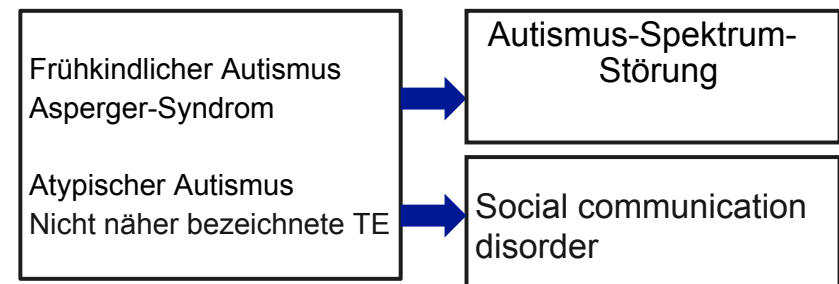 Frühkindlicher Autismus
Asperger-Syndrom
Atypischer Autismus
Nicht näher bezeichnete TE
Autismus-Spektrum-
Störung
Social communication
disorder